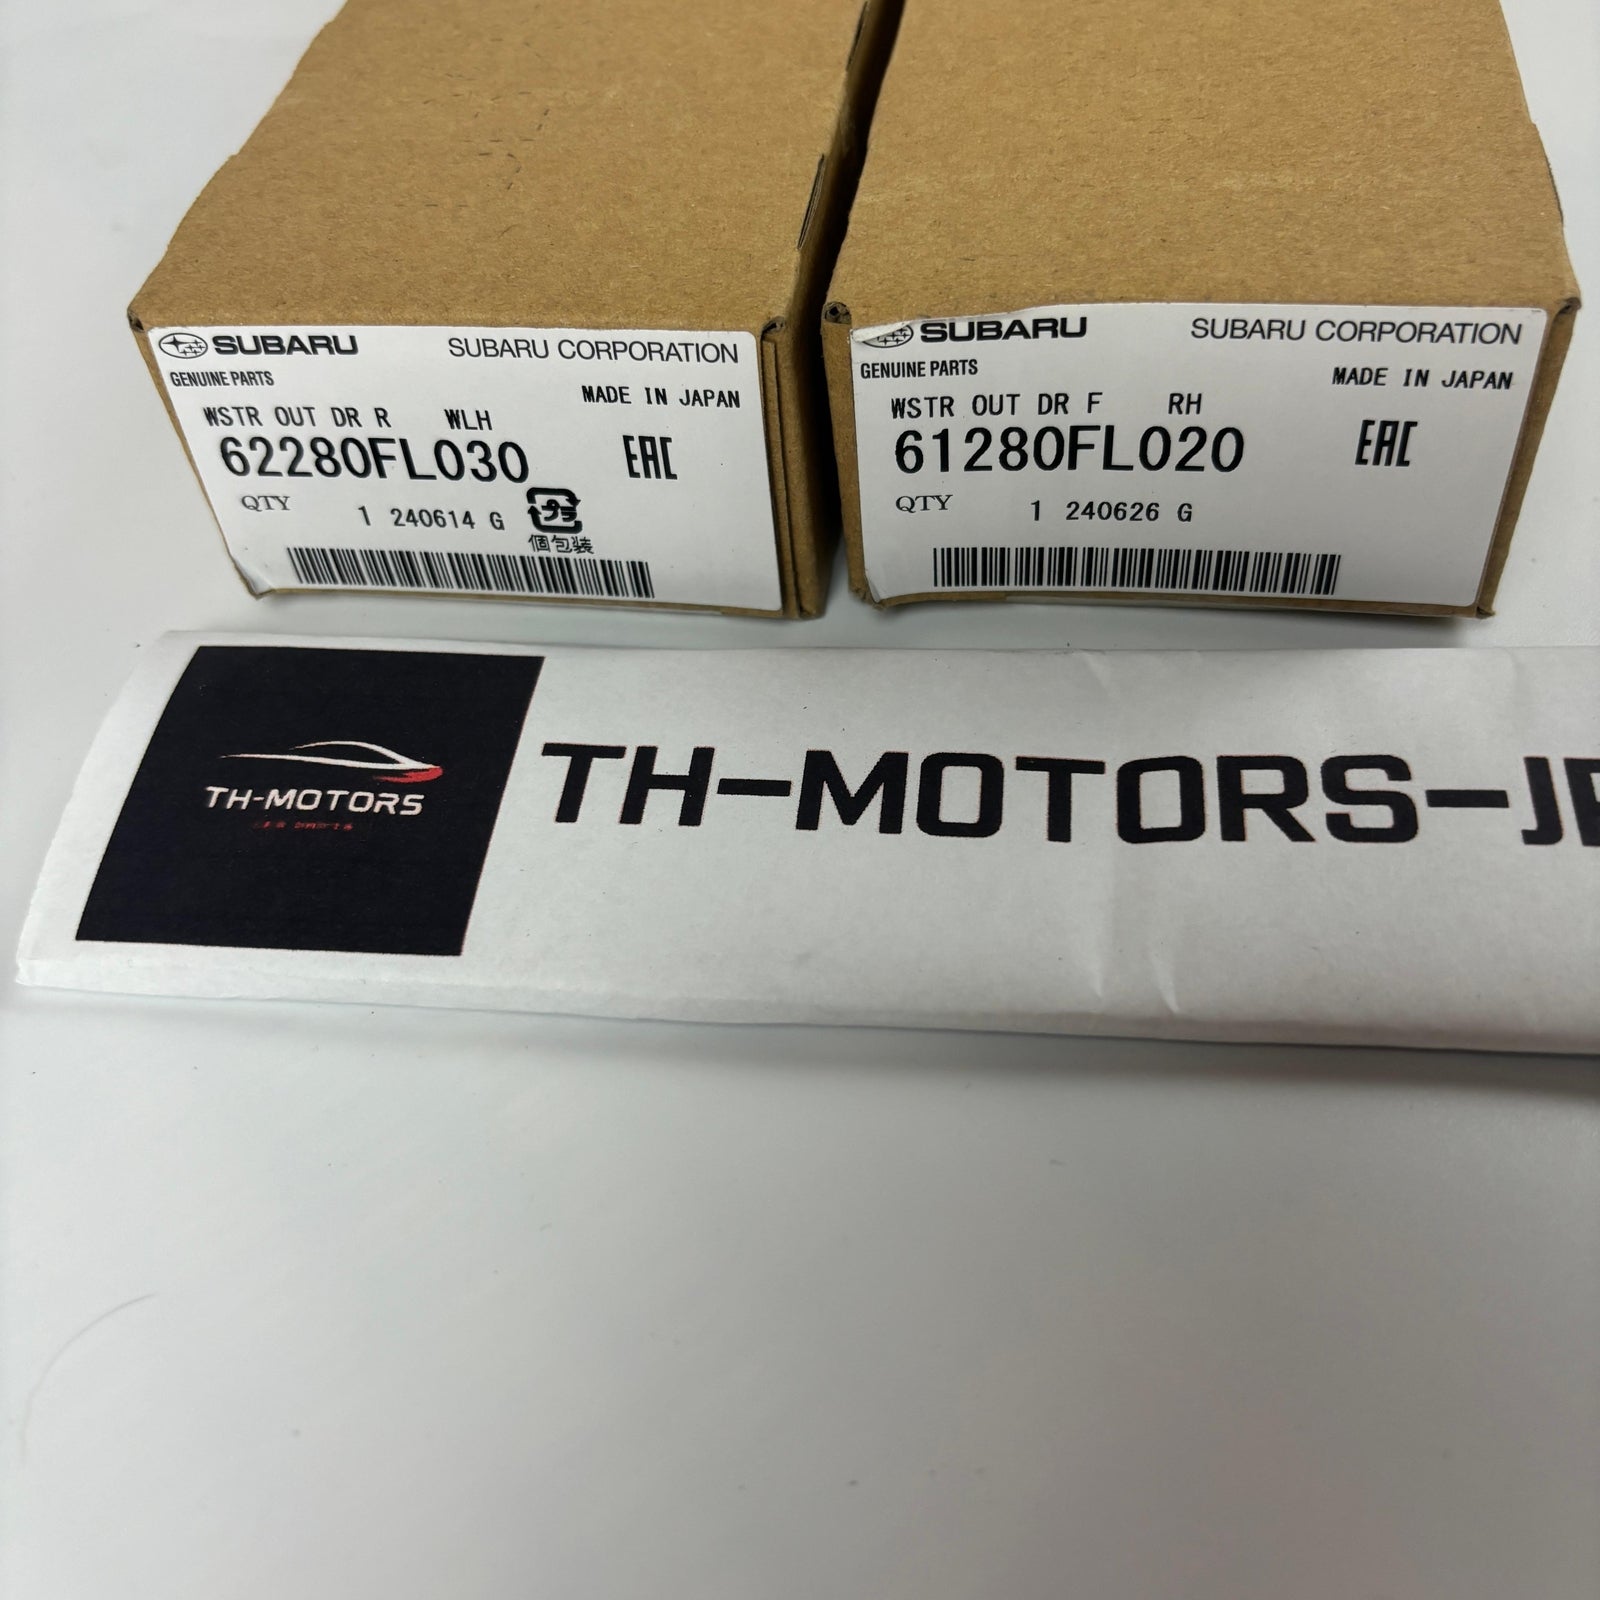 SUBARU SUBARU CORPORATION
GENUINE PARTS
MADE IN JAPAN
WSTR OUT DR R WLH
62280FL030 EAC
QTY 1 240614 G プラ
個包装
SUBARU SUBARU CORPORATION
GENUINE PARTS
MADE IN JAPAN
WSTR OUT DR F RH
61280FL020 EAC
QTY 1 240626 G
TH-MOTORS
TH-MOTORS-J